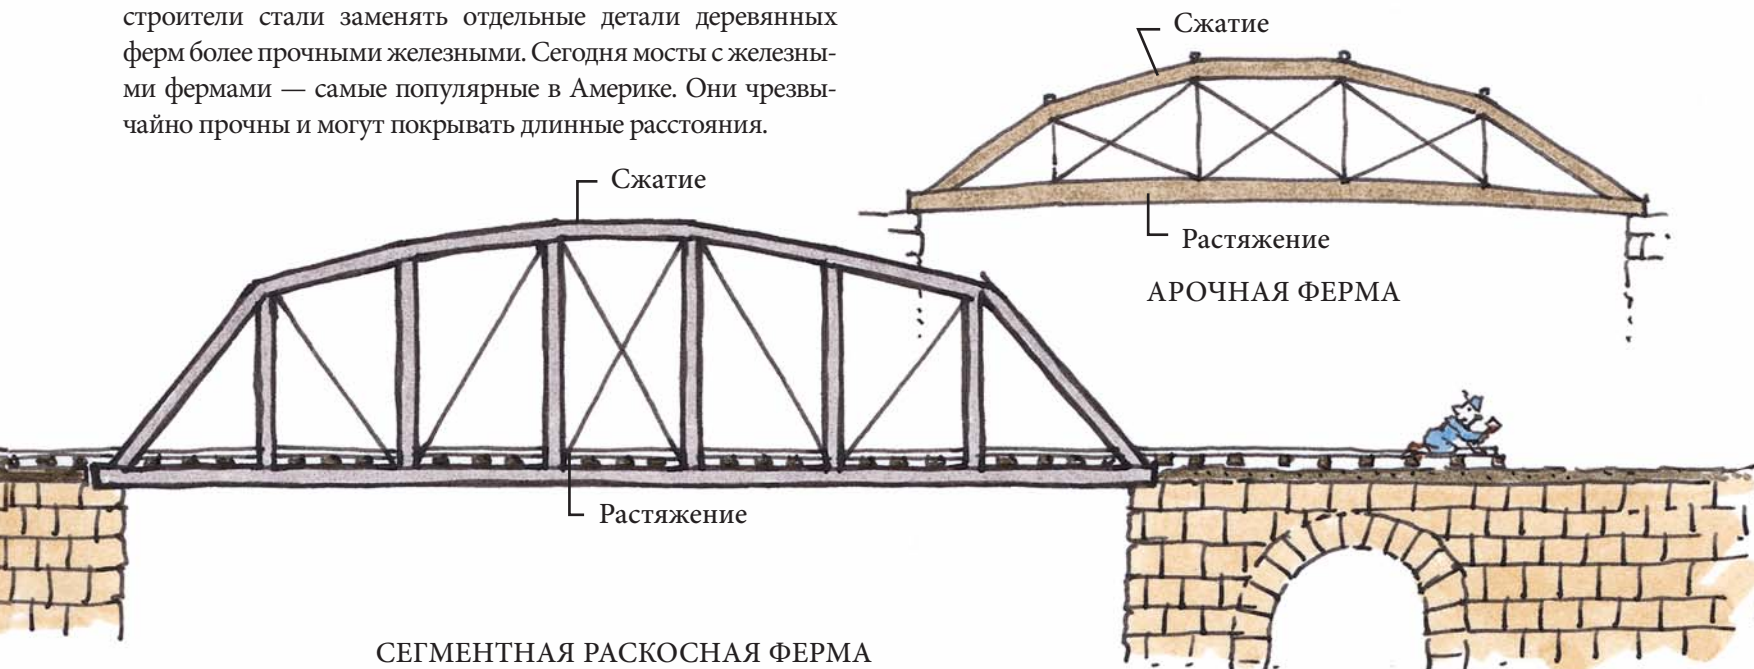 строители стали заменять отдельные детали деревянных
ферм более прочными железными. Сегодня мосты с железны-
ми фермами — самые популярные в Америке. Они чрезвы-
чайно прочны и могут покрывать длинные расстояния.
Сжатие
Растяжение
АРОЧНАЯ ФЕРМА
Сжатие
Растяжение
СЕГМЕНТНАЯ РАСКОСНАЯ ФЕРМА